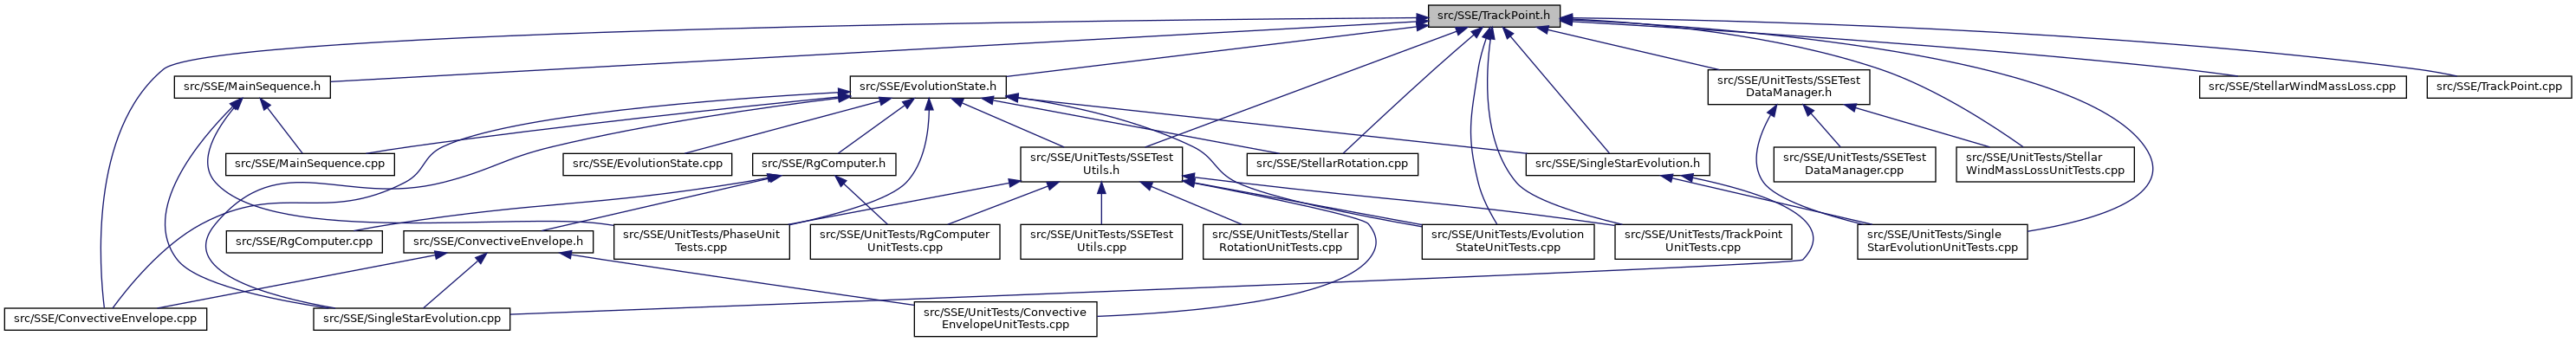 src/SSE/TrackPoint.h
src/SSE/MainSequence.h
src/SSE/EvolutionState.h
src/SSE/UnitTests/SSETest
DataManager.h
src/SSE/StellarWindMassLoss.cpp
src/SSE/TrackPoint.cpp
src/SSE/MainSequence.cpp
src/SSE/EvolutionState.cpp
src/SSE/RgComputer.h
src/SSE/UnitTests/SSETest
Utils.h
src/SSE/StellarRotation.cpp
src/SSE/SingleStarEvolution.h
src/SSE/UnitTests/SSETest
DataManager.cpp
src/SSE/UnitTests/Stellar
WindMassLossUnitTests.cpp
src/SSE/RgComputer.cpp
src/SSE/ConvectiveEnvelope.h
src/SSE/UnitTests/PhaseUnit
Tests.cpp
src/SSE/UnitTests/RgComputer
UnitTests.cpp
src/SSE/UnitTests/SSETest
Utils.cpp
src/SSE/UnitTests/Stellar
RotationUnitTests.cpp
src/SSE/UnitTests/Evolution
StateUnitTests.cpp
src/SSE/UnitTests/TrackPoint
UnitTests.cpp
src/SSE/UnitTests/Single
StarEvolutionUnitTests.cpp
src/SSE/ConvectiveEnvelope.cpp
src/SSE/SingleStarEvolution.cpp
src/SSE/UnitTests/Convective
EnvelopeUnitTests.cpp